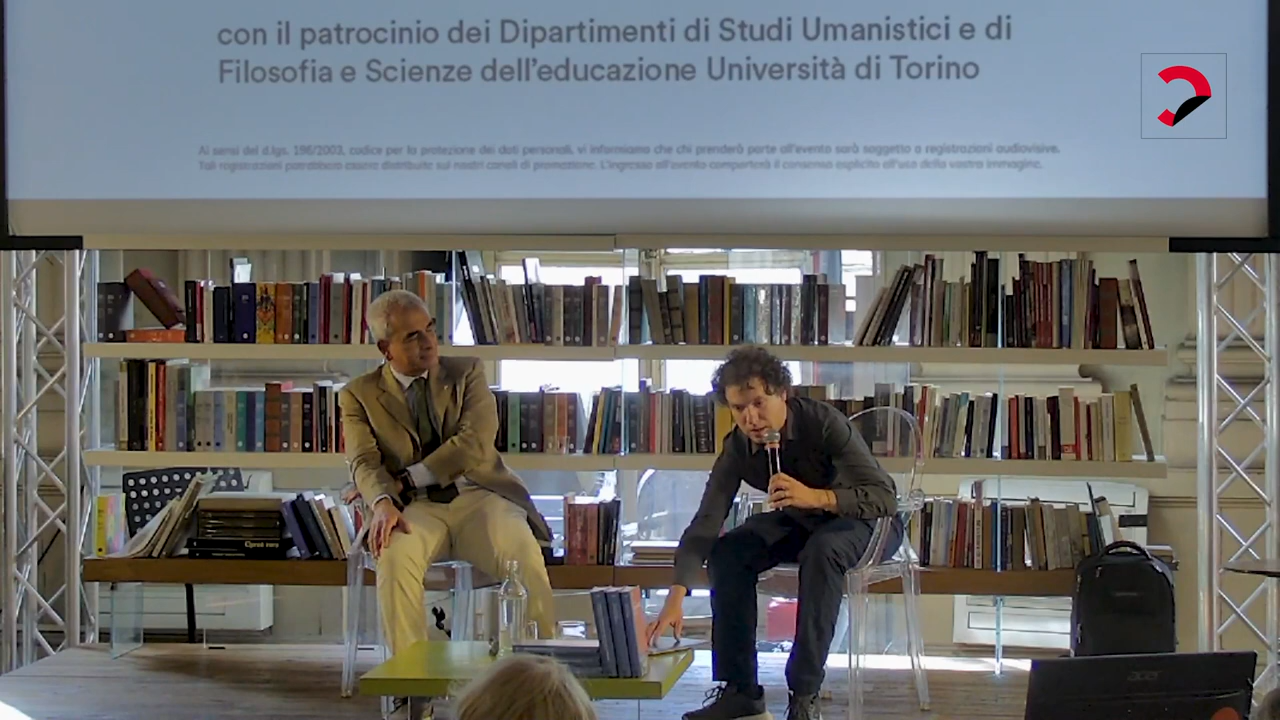 con il patrocinio dei Dipartimenti di Studi Umanistici e di
Filosofia e Scienze dell'educazione Università di Torino
Ai sensi del d.lgs. 196/2003, codice per la protezione dei dati personali, vi informiamo che chi prenderà parte all'evento sarà soggetto a registrazioni audiovisive.
Tali registrazioni potrebbero essere distribuite sui nostri canali di promozione. L'ingresso all'evento comporterà il consenso esplicito all'uso della vostra immagine.
acer